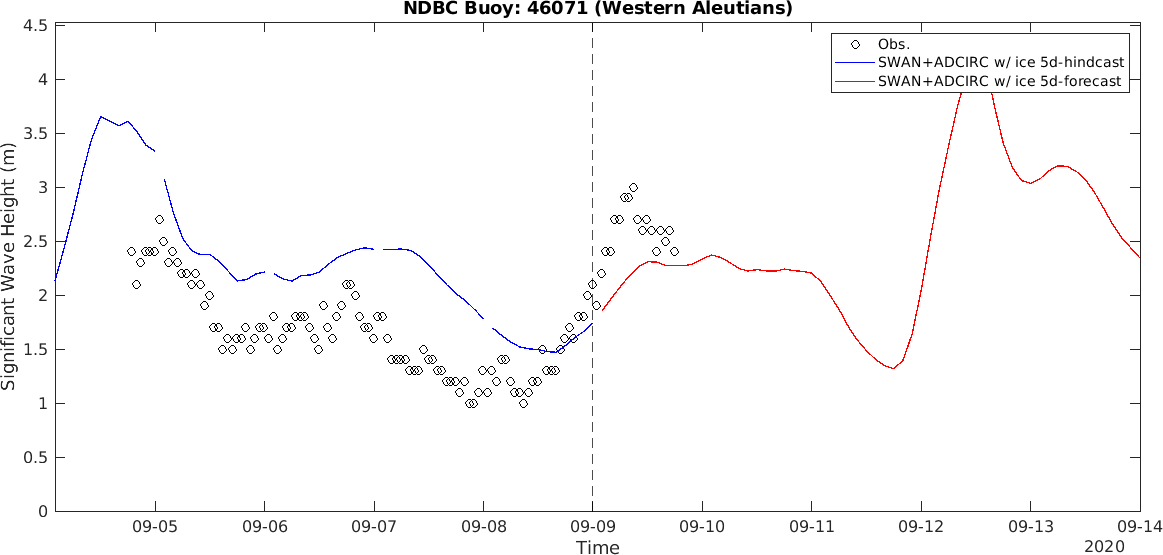 NDBC Buoy: 46071 (Western Aleutians)
Obs.
SWAN+ADCIRC w/ ice 5d-hindcast
SWAN+ADCIRC w/ ice 5d-forecast
Significant Wave Height (m)
4.5
4
3.5
3
2.5
2
1.5
1
0.5
0
09-05 09-06 09-07 09-08 09-09 09-10 09-11 09-12 09-13 09-14
Time
2020